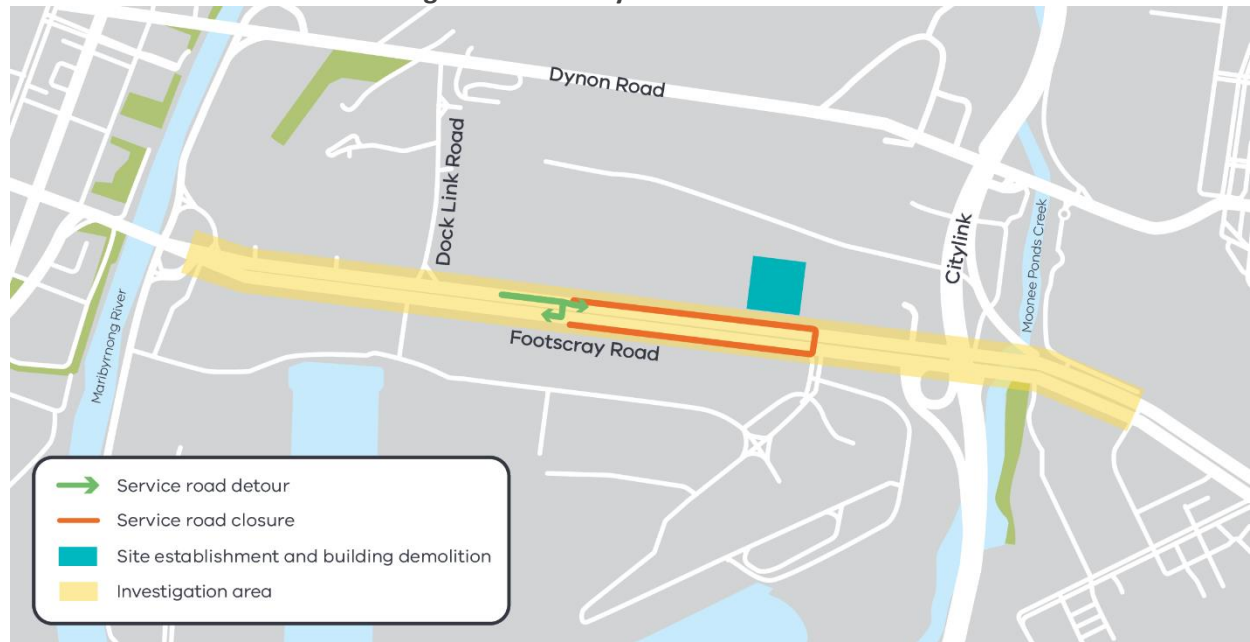 Dynon Road
Dock Link Road
Citylink
Moonee Ponds Creek
Maribyrnong River
Footscray Road
Service road detour
Service road closure
Site establishment and building demolition
Investigation area